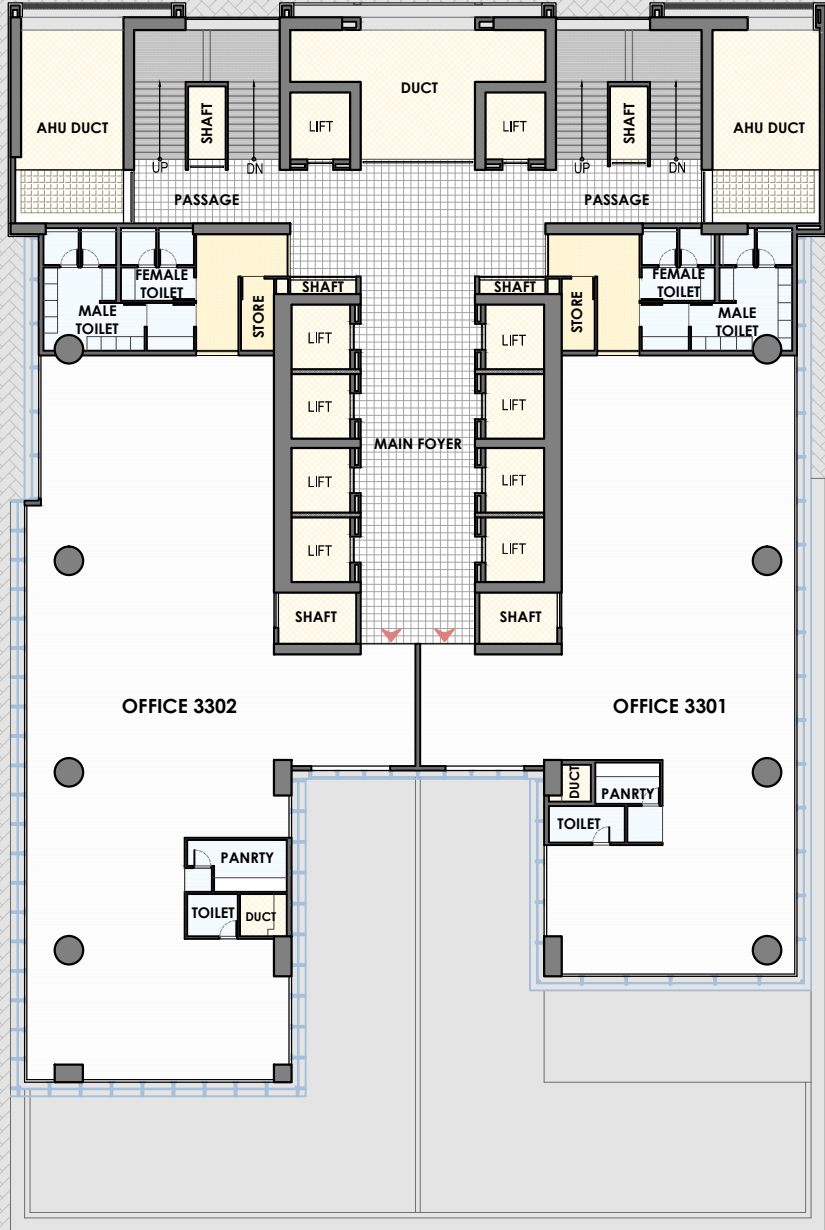 DUCT
AHU DUCT
SHAFT
LIFT
LIFT
SHAFT
AHU DUCT
UP
DN
UP
DN
PASSAGE
PASSAGE
FEMALE
TOILET
MALE
TOILET
STORE
SHAFT
SHAFT
STORE
FEMALE
TOILET
MALE
TOILET
LIFT
LIFT
LIFT
LIFT
MAIN FOYER
LIFT
LIFT
LIFT
LIFT
SHAFT
SHAFT
OFFICE 3302
OFFICE 3301
DUCT
PANRTY
TOILET
PANRTY
TOILET
DUCT